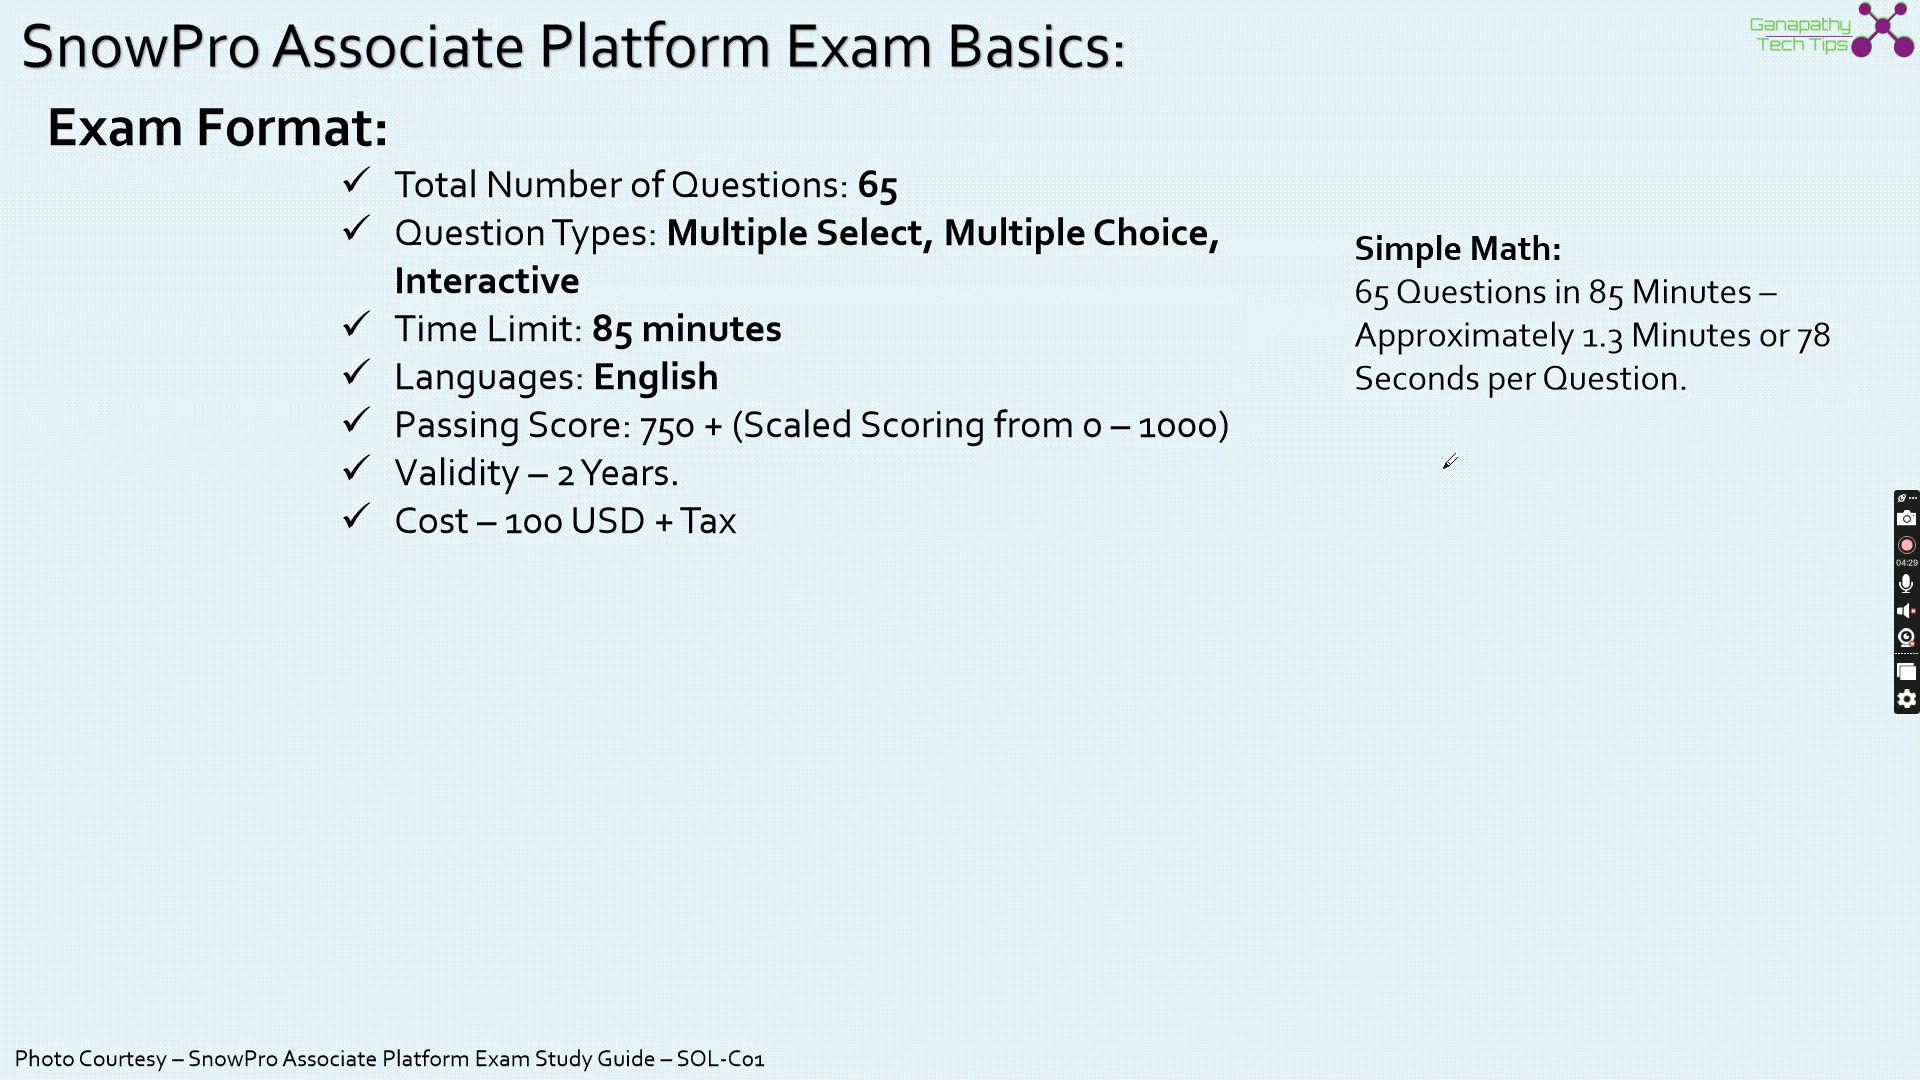 SnowPro Associate Platform Exam Basics:
Ganapathy
Tech Tips
Exam Format:
✓ Total Number of Questions: 65
✓ Question Types: Multiple Select, Multiple Choice,
Interactive
✓ Time Limit: 85 minutes
✓ Languages: English
✓ Passing Score: 750 + (Scaled Scoring from 0 – 1000)
✓ Validity – 2 Years.
✓ Cost – 100 USD + Tax
Simple Math:
65 Questions in 85 Minutes –
Approximately 1.3 Minutes or 78
Seconds per Question.
04:29
Photo Courtesy – SnowPro Associate Platform Exam Study Guide – SOL-C01